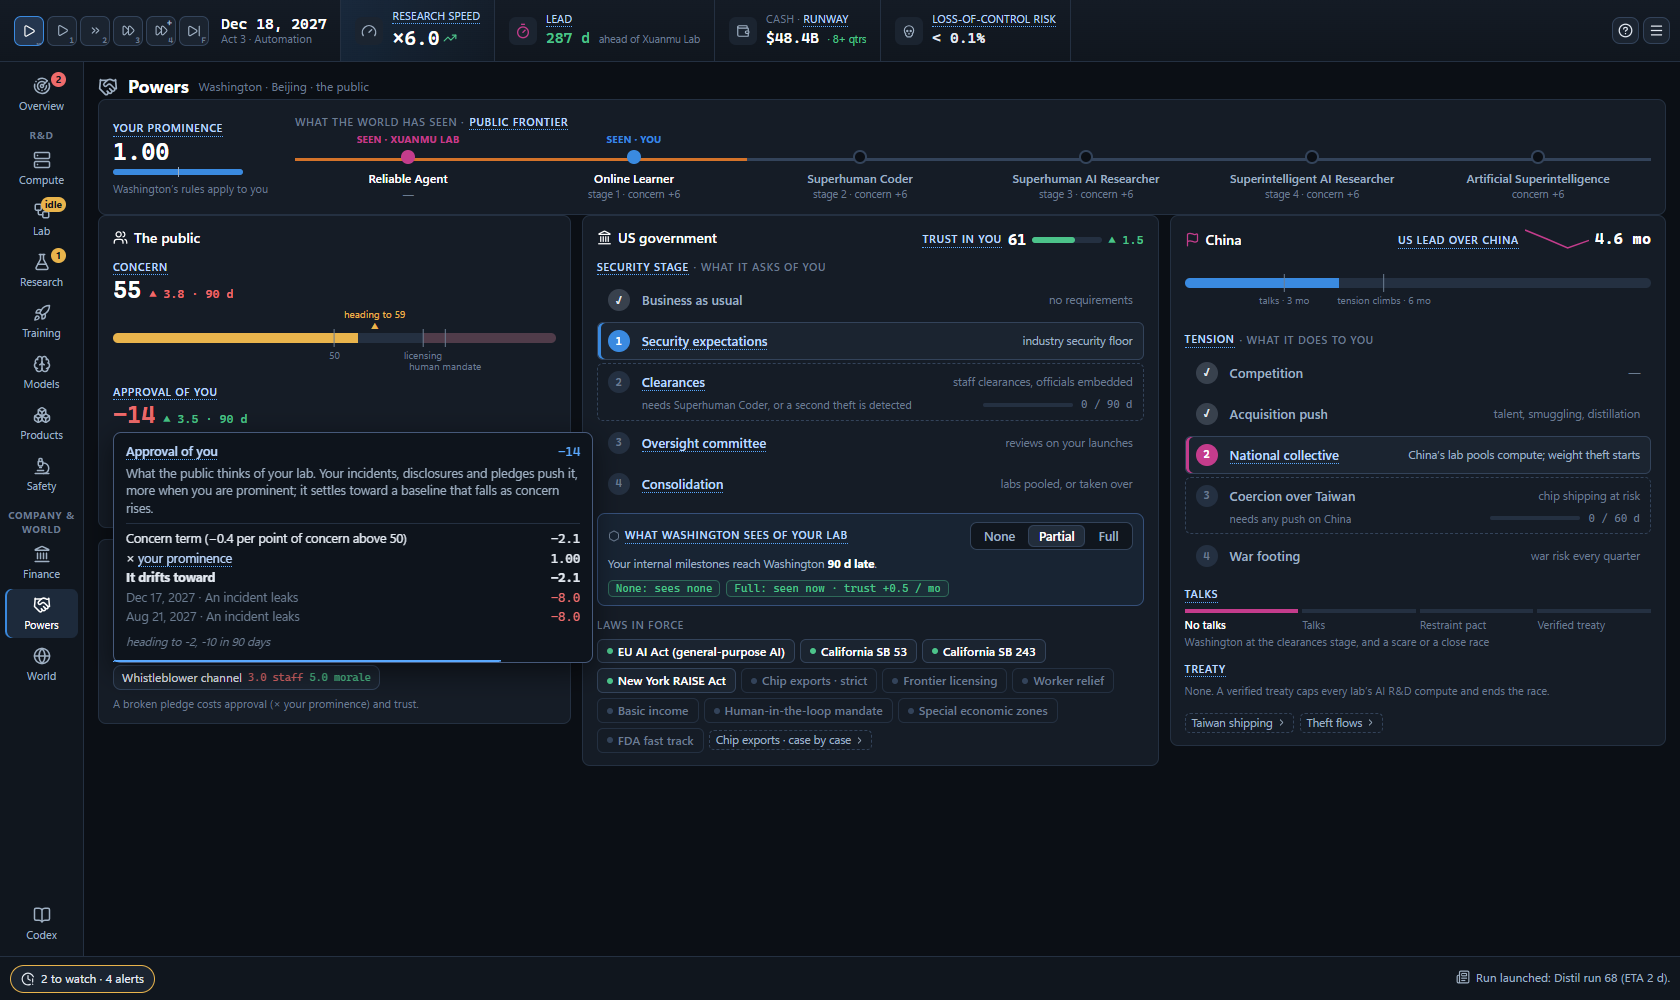 Dec 18, 2027
Act 3 · Automation
RESEARCH SPEED
×6.0
LEAD
287 d ahead of Xuanmu Lab
CASH · RUNWAY
$48.4B · 8+ qtrs
LOSS-OF-CONTROL RISK
< 0.1%
1
2
3
4
F
Overview
2
R&D
Compute
Lab
idle
Research
1
Training
Models
Products
Safety
COMPANY &
WORLD
Finance
Powers
World
Codex
Powers Washington · Beijing · the public
YOUR PROMINENCE
1.00
Washington's rules apply to you
WHAT THE WORLD HAS SEEN · PUBLIC FRONTIER
SEEN · XUANMU LAB
SEEN · YOU
Reliable Agent
—
Online Learner
stage 1 · concern +6
Superhuman Coder
stage 2 · concern +6
Superhuman AI Researcher
stage 3 · concern +6
Superintelligent AI Researcher
stage 4 · concern +6
Artificial Superintelligence
concern +6
The public
CONCERN
55 ▲ 3.8 · 90 d
heading to 59
50
licensing
human mandate
APPROVAL OF YOU
−14 ▲ 3.5 · 90 d
Approval of you −14
What the public thinks of your lab. Your incidents, disclosures and pledges push it,
more when you are prominent; it settles toward a baseline that falls as concern
rises.
Concern term (−0.4 per point of concern above 50) −2.1
× your prominence 1.00
It drifts toward −2.1
Dec 17, 2027 · An incident leaks −8.0
Aug 21, 2027 · An incident leaks −8.0
heading to -2, -10 in 90 days
Whistleblower channel 3.0 staff 5.0 morale
A broken pledge costs approval (× your prominence) and trust.
US government
TRUST IN YOU 61 ▲ 1.5
SECURITY STAGE · WHAT IT ASKS OF YOU
Business as usual no requirements
1 Security expectations industry security floor
2 Clearances staff clearances, officials embedded
needs Superhuman Coder, or a second theft is detected 0 / 90 d
3 Oversight committee reviews on your launches
4 Consolidation labs pooled, or taken over
WHAT WASHINGTON SEES OF YOUR LAB
None Partial Full
Your internal milestones reach Washington 90 d late.
None: sees none Full: seen now · trust +0.5 / mo
LAWS IN FORCE
EU AI Act (general-purpose AI) California SB 53 California SB 243
New York RAISE Act Chip exports · strict Frontier licensing Worker relief
Basic income Human-in-the-loop mandate Special economic zones
FDA fast track Chip exports · case by case ›
China
US LEAD OVER CHINA 4.6 mo
talks · 3 mo
tension climbs · 6 mo
TENSION · WHAT IT DOES TO YOU
Competition —
Acquisition push talent, smuggling, distillation
2 National collective China's lab pools compute; weight theft starts
3 Coercion over Taiwan chip shipping at risk
needs any push on China 0 / 60 d
4 War footing war risk every quarter
TALKS
No talks Talks Restraint pact Verified treaty
Washington at the clearances stage, and a scare or a close race
TREATY
None. A verified treaty caps every lab's AI R&D compute and ends the race.
Taiwan shipping › Theft flows ›
2 to watch · 4 alerts
Run launched: Distil run 68 (ETA 2 d).